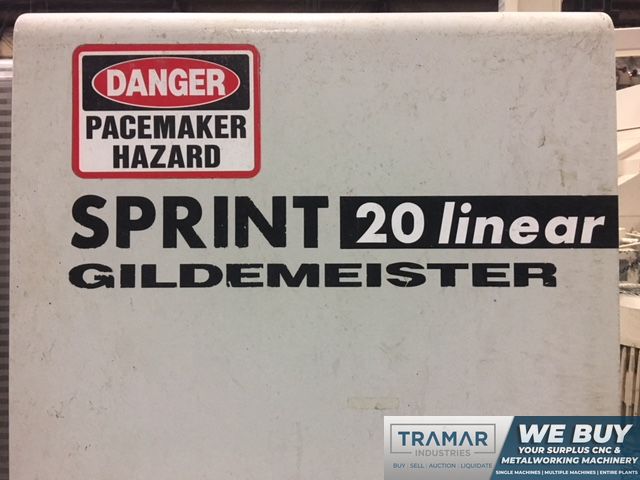 DANGER
PACEMAKER
HAZARD
SPRINT 20 linear
GILDEMEISTER
TRAMAR
INDUSTRIES
BUY | SELL | AUCTION | LIQUIDATE
WE BUY
YOUR SURPLUS CNC &
METALWORKING MACHINERY
SINGLE MACHINES | MULTIPLE MACHINES | ENTIRE PLANTS